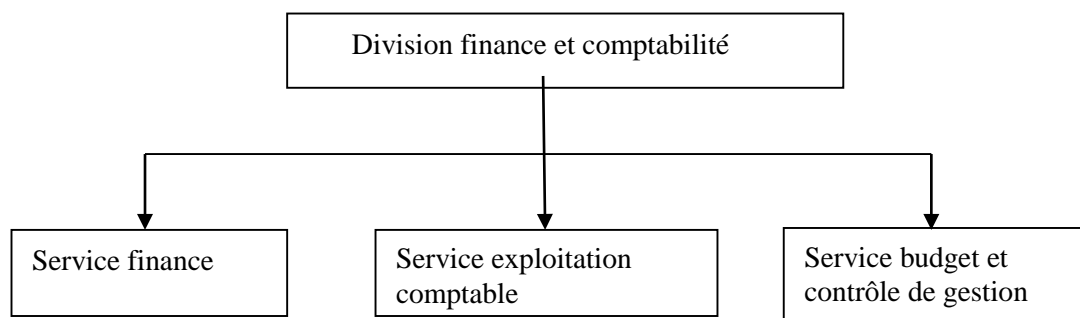 Division finance et comptabilité
Service finance
Service exploitation
comptable
Service budget et
contrôle de gestion